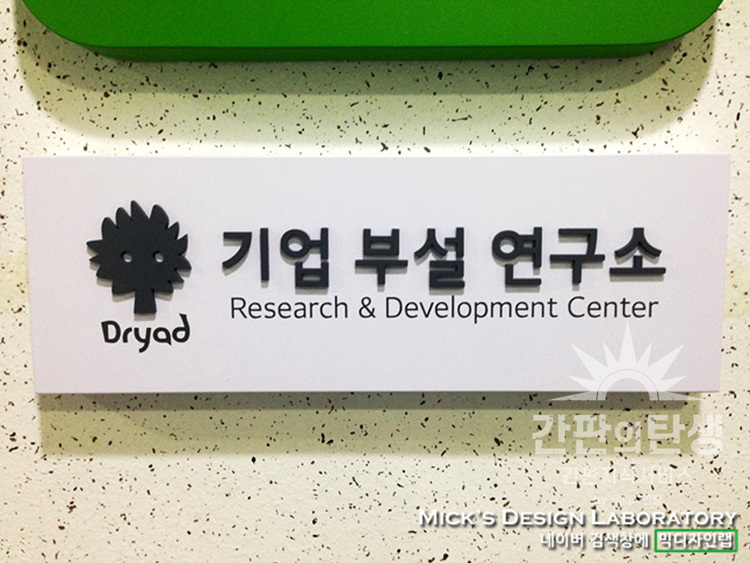 기업 부설 연구소
Research & Development Center
Dryad
간판의탄생
MICK'S DESIGN LABORATORY
네이버 검색창에 믹디자인랩